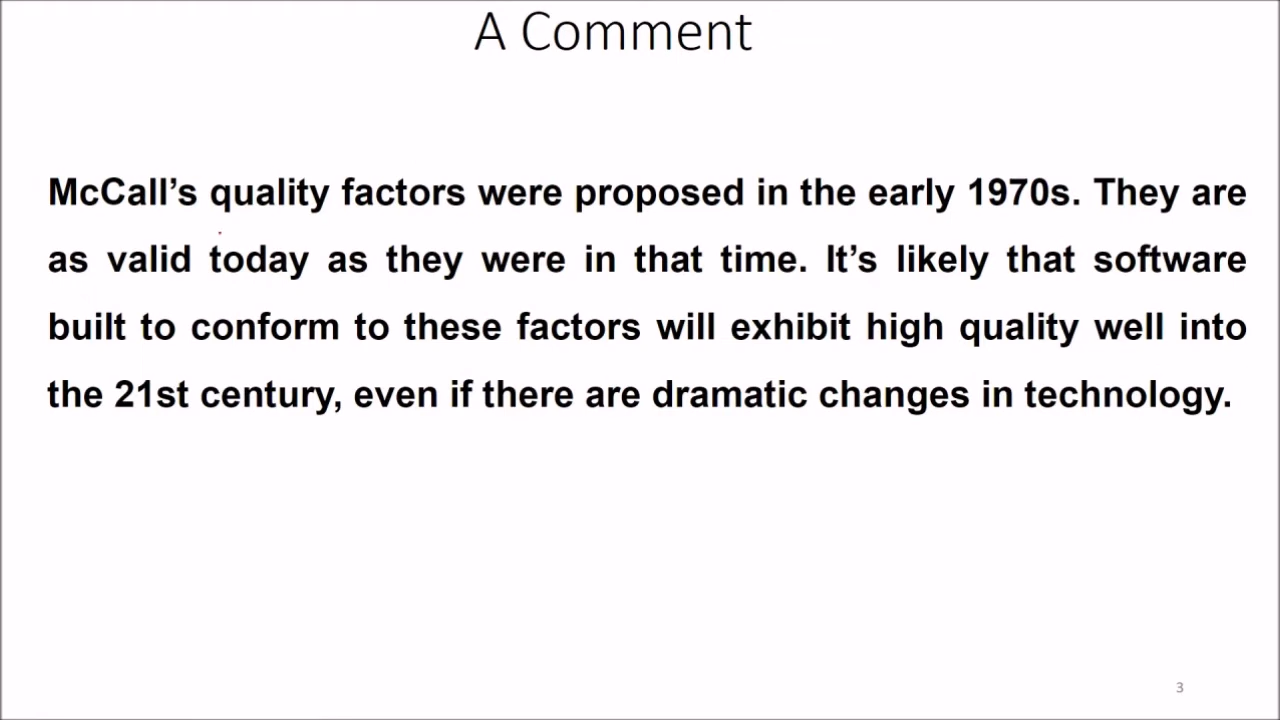 A Comment
McCall’s quality factors were proposed in the early 1970s. They are
as valid today as they were in that time. It’s likely that software
built to conform to these factors will exhibit high quality well into
the 21st century, even if there are dramatic changes in technology.
3